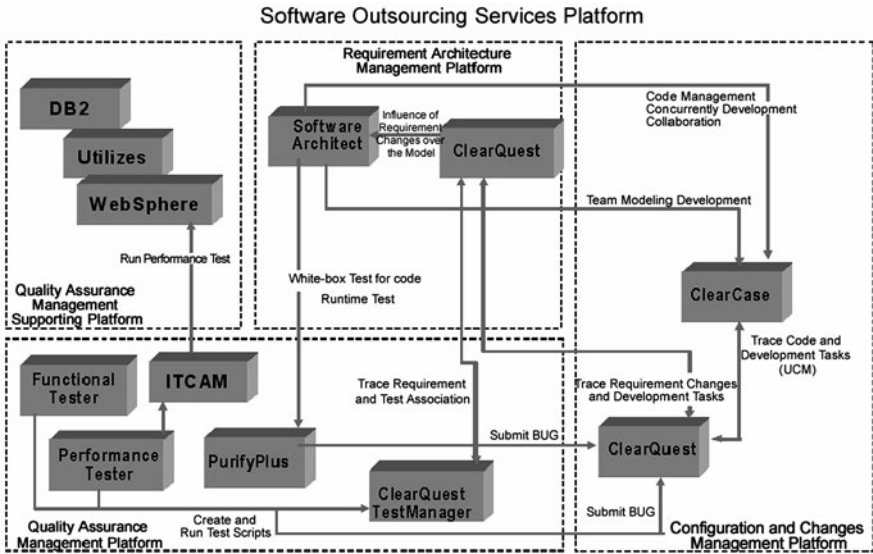 Software Outsourcing Services Platform
DB2
Utilizes
WebSphere
Run Performance Test
Quality Assurance
Management
Supporting Platform
Requirement Architecture
Management Platform
Software
Architect
Influence of
Requirement
Changes over
the Model
ClearQuest
White-box Test for code
Runtime Test
Code Management
Concurrently Development
Collaboration
Team Modeling Development
ClearCase
Trace Code and
Development Tasks
(UCM)
Trace Requirement Changes
and Development Tasks
ClearQuest
Submit BUG
Configuration and Changes
Management Platform
Functional
Tester
ITCAM
Performance
Tester
PurifyPlus
Trace Requirement
and Test Association
Submit BUG
ClearQuest
TestManager
Create and
Run Test Scripts
Quality Assurance
Management Platform